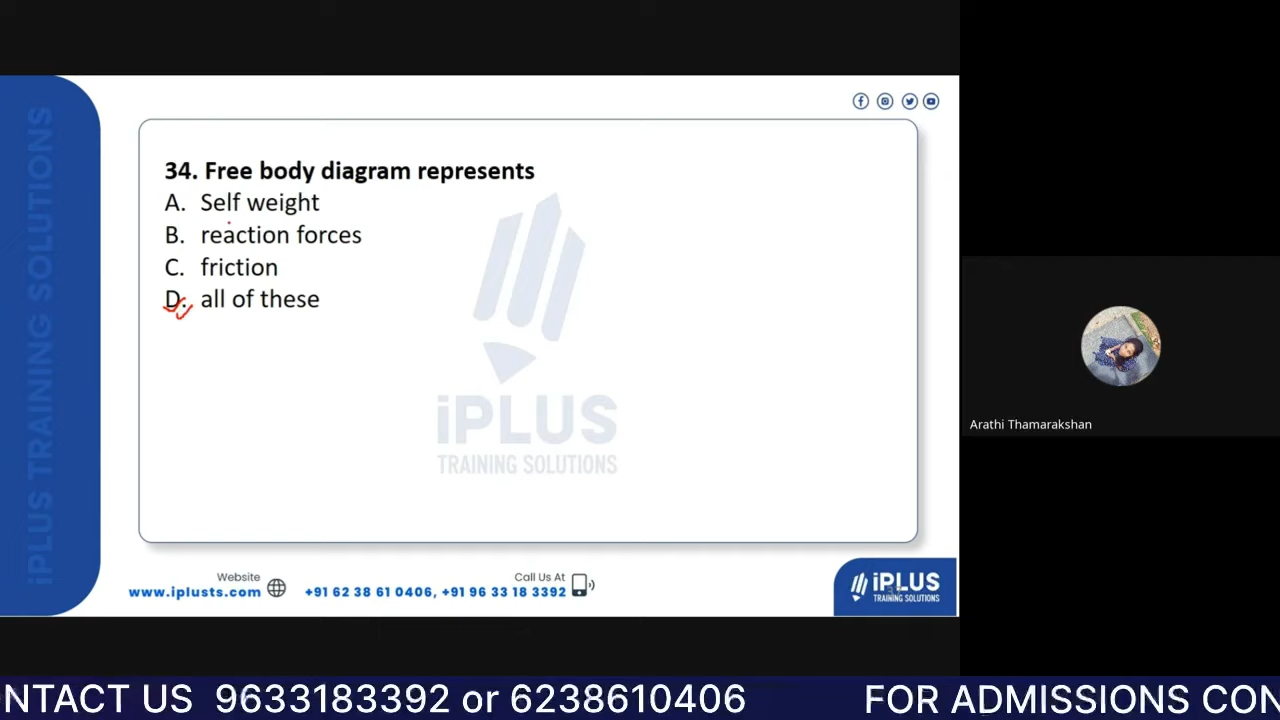 iPLUS TRAINING SOLUTIONS
34. Free body diagram represents
A. Self weight
B. reaction forces
C. friction
D. all of these
iPLUS
TRAINING SOLUTIONS
Website
www.iplusts.com
Call Us At
+91 62 38 61 0406, +91 96 33 18 3392
iPLUS
TRAINING SOLUTIONS
Arathi Thamarakshan
NTACT US 9633183392 or 6238610406 FOR ADMISSIONS CON